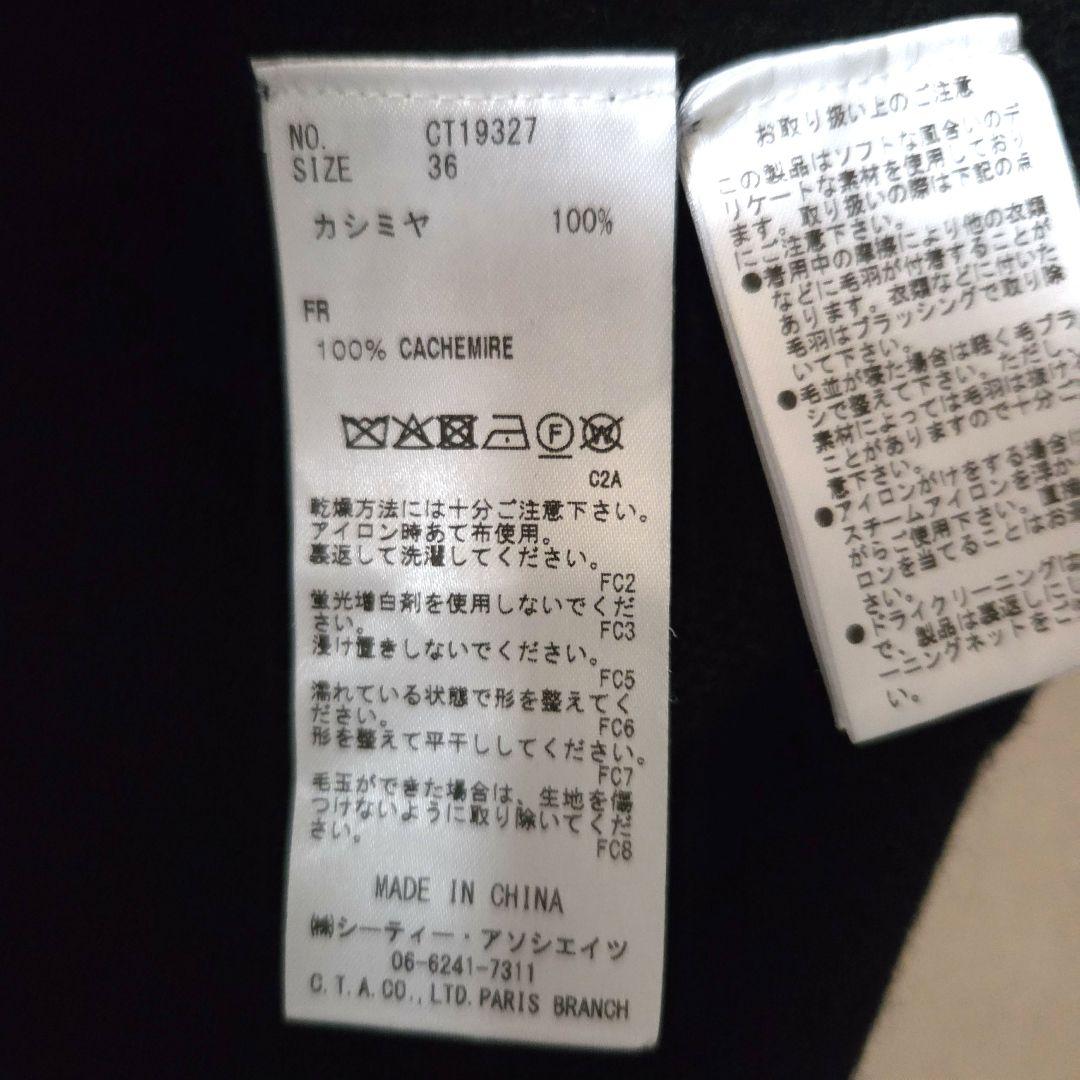 NO. CT19327
SIZE 36
カシミヤ 100%
FR
100% CACHEMIRE
F W
C2A
乾燥方法には十分ご注意下さい。
アイロン時あて布使用。
裏返して洗濯してください。
FC2
蛍光増白剤を使用しないでくだ
さい。
FC3
浸け置きしないでください。
FC5
濡れている状態で形を整えてく
ださい。
FC6
形を整えて平干ししてください。
FC7
毛玉ができた場合は、生地を傷
つけないように取り除いてくだ
さい。
FC8
MADE IN CHINA
㈱シーティー・アソシエイツ
06-6241-7311
C.T.A.CO.,LTD.PARIS BRANCH
お取り扱い上のご注意
この製品はソフトな風合いのデ
リケートな素材を使用しており
ます。取り扱いの際は下記の点
にご注意下さい。
●着用中の摩擦により他の衣類
などに毛羽が付着することが
あります。衣類などに付いた
毛羽はブラッシングで取り除
いて下さい。
●毛並が寝た場合は軽く毛ブラ
シで整えて下さい。ただし、
素材によっては毛羽は抜け
ことがありますので十分ご
意下さい。
●アイロンがけをする場合は
スチームアイロンを浮か
がらご使用下さい。直接
ロンを当てることはお避
さい。
●ドライクリーニングは
で、製品は裏返しにし
ーニングネットをご
い。